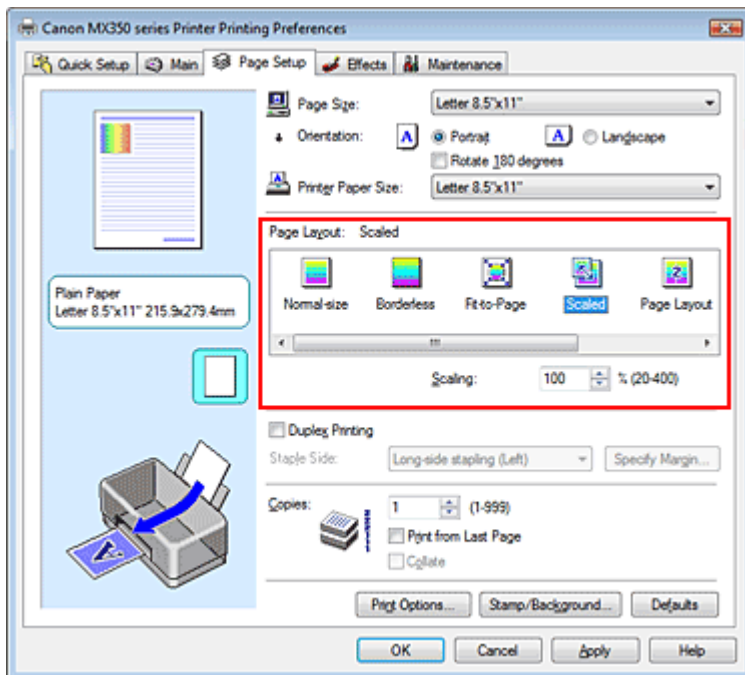 Canon MX350 series Printer Printing Preferences
Quick Setup Main Page Setup Effects Maintenance
Page Size: Letter 8.5"x11"
Orientation: A Portrait A Landscape
Rotate 180 degrees
Printer Paper Size: Letter 8.5"x11"
Page Layout: Scaled
Normal-size Borderless Fit-to-Page Scaled Page Layout
Scaling: 100 % (20-400)
Plain Paper
Letter 8.5"x11" 215.9x279.4mm
Duplex Printing
Staple Side: Long-side stapling (Left) Specify Margin...
Copies: 1 (1-999)
Print from Last Page
Collate
A
Print Options... Stamp/Background... Defaults
OK Cancel Apply Help